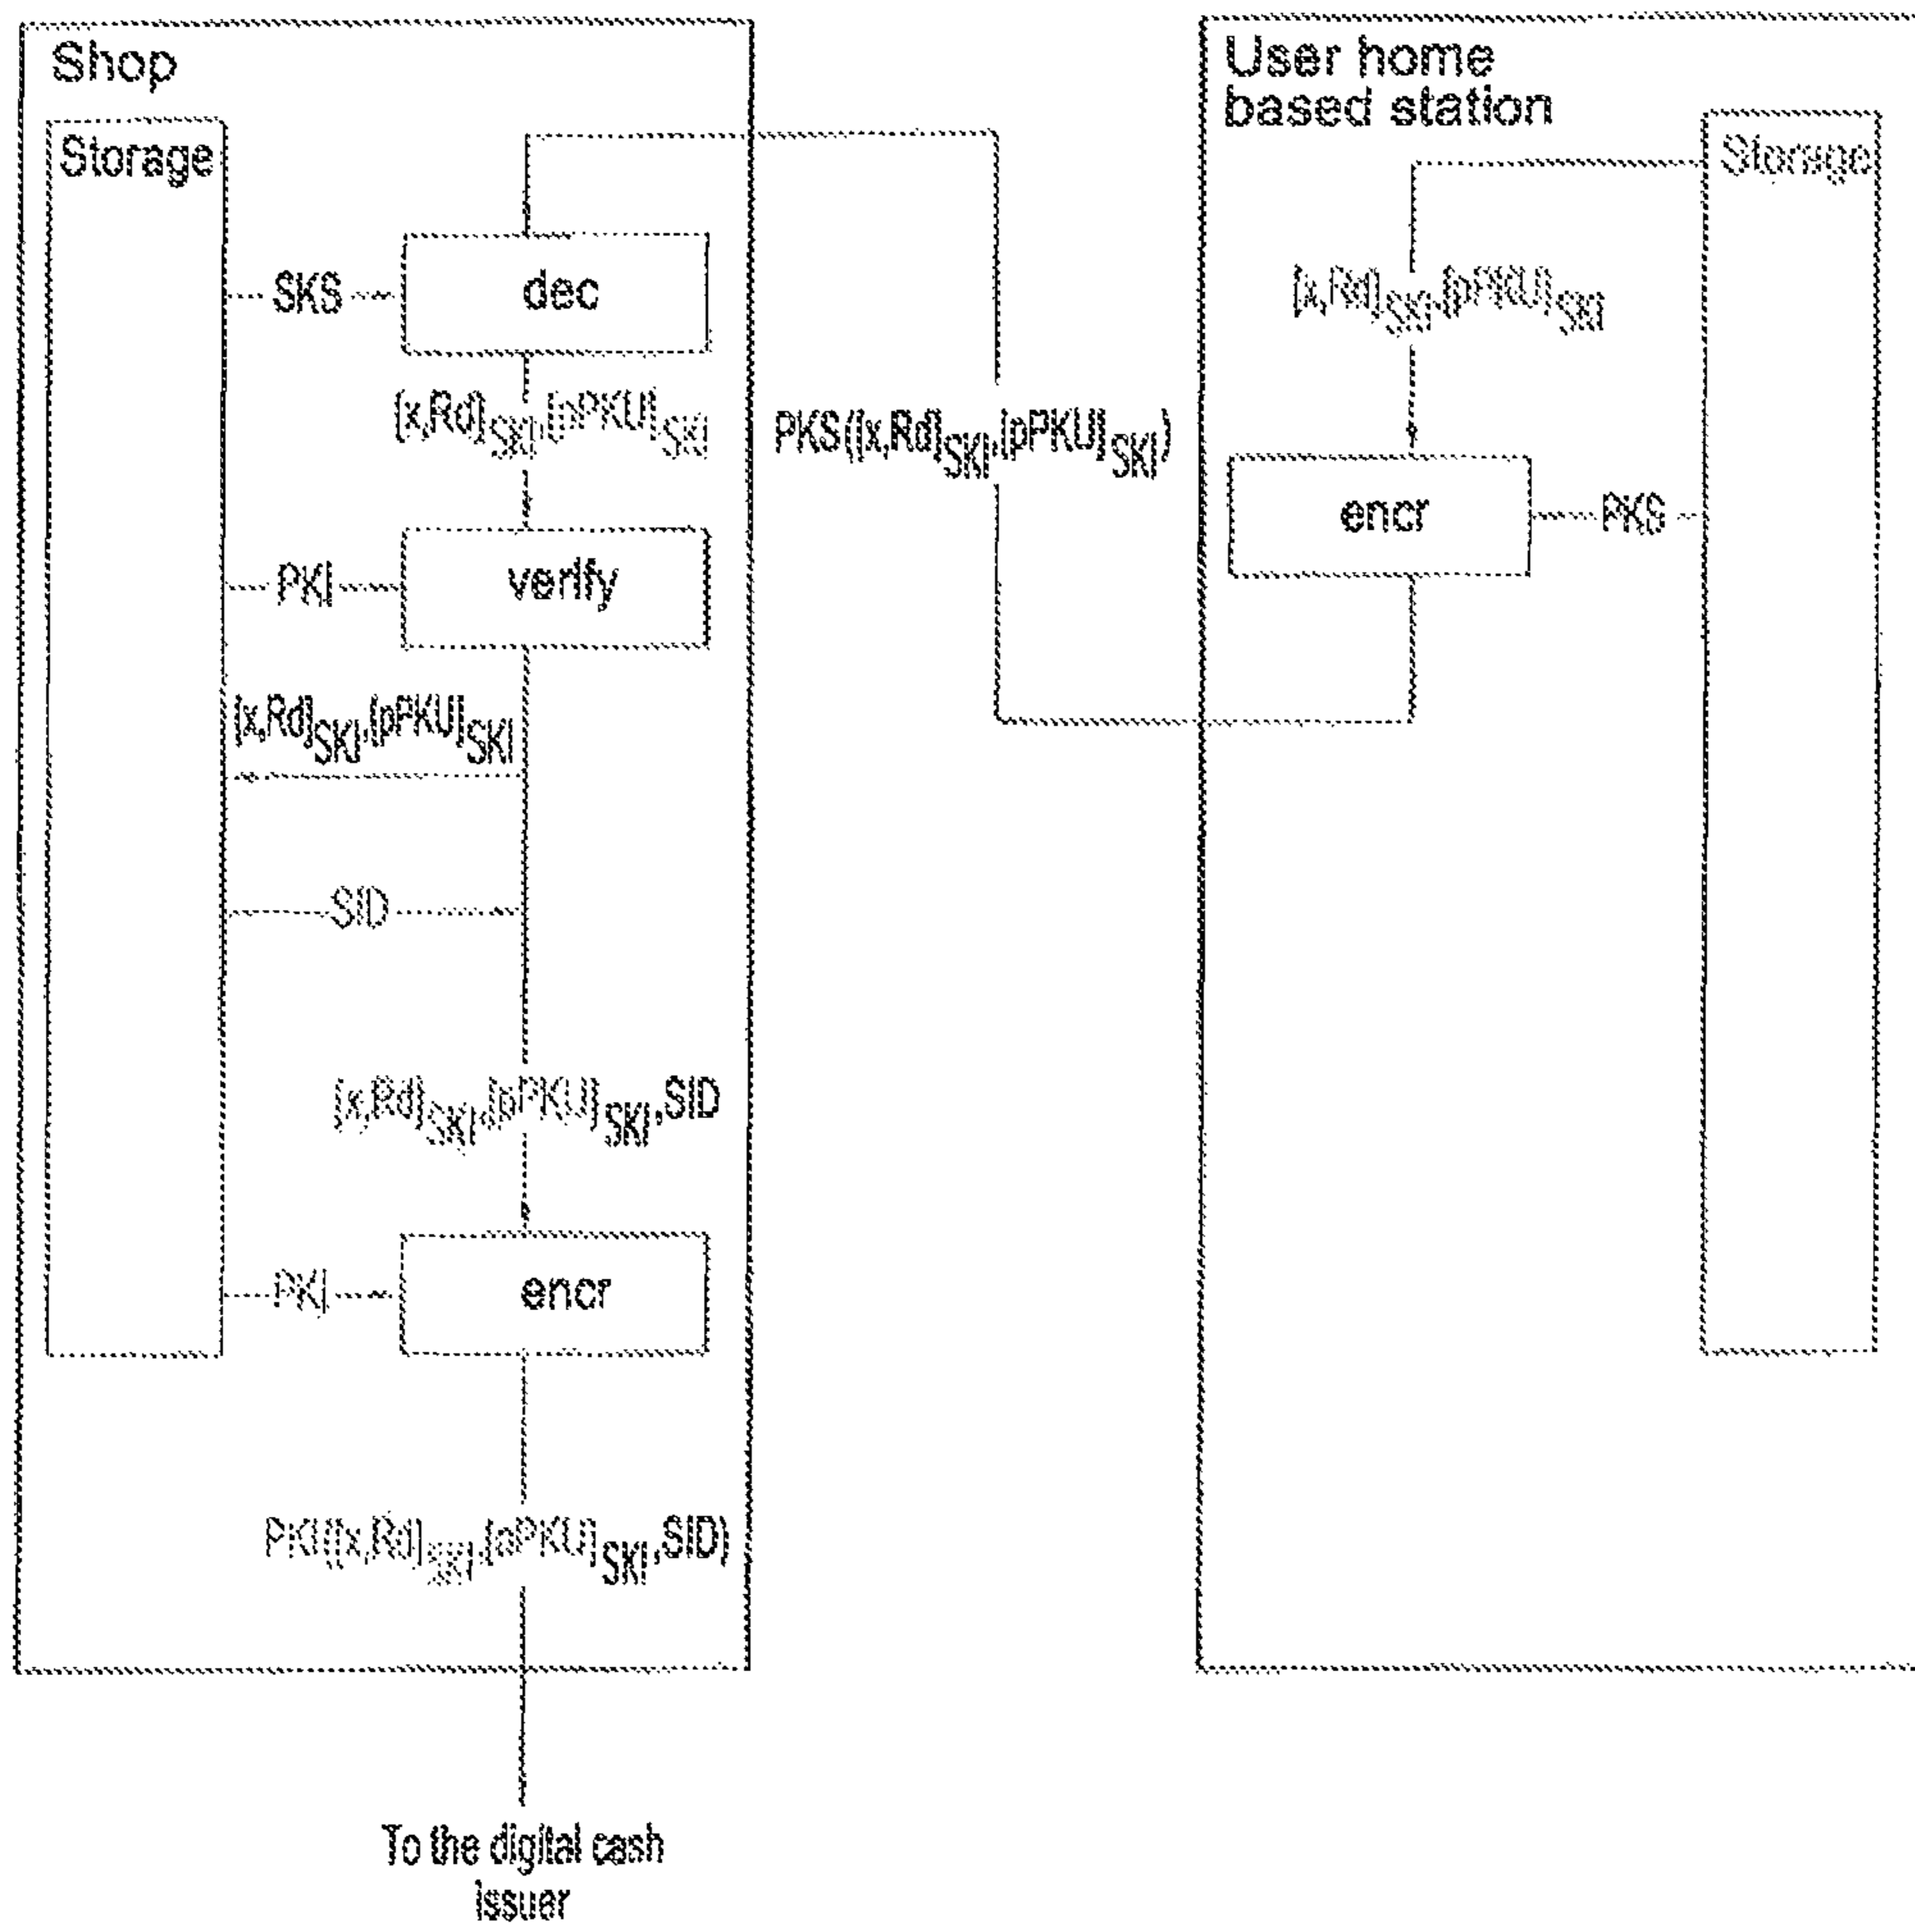 Shop
Storage
SKS
dec
[x,Rd]SKI,[pPKU]SKI
PKI
verify
[x,Rd]SKI,[pPKU]SKI
SID
[x,Rd]SKI,[pPKU]SKI,SID
PKI
encr
PKI([x,Rd]SKI,[pPKU]SKI,SID)
To the digital cash
issuer
PKS([x,Rd]SKI,[pPKU]SKI)
User home
based station
Storage
[x,Rd]SKI,[pPKU]SKI
encr
PKS